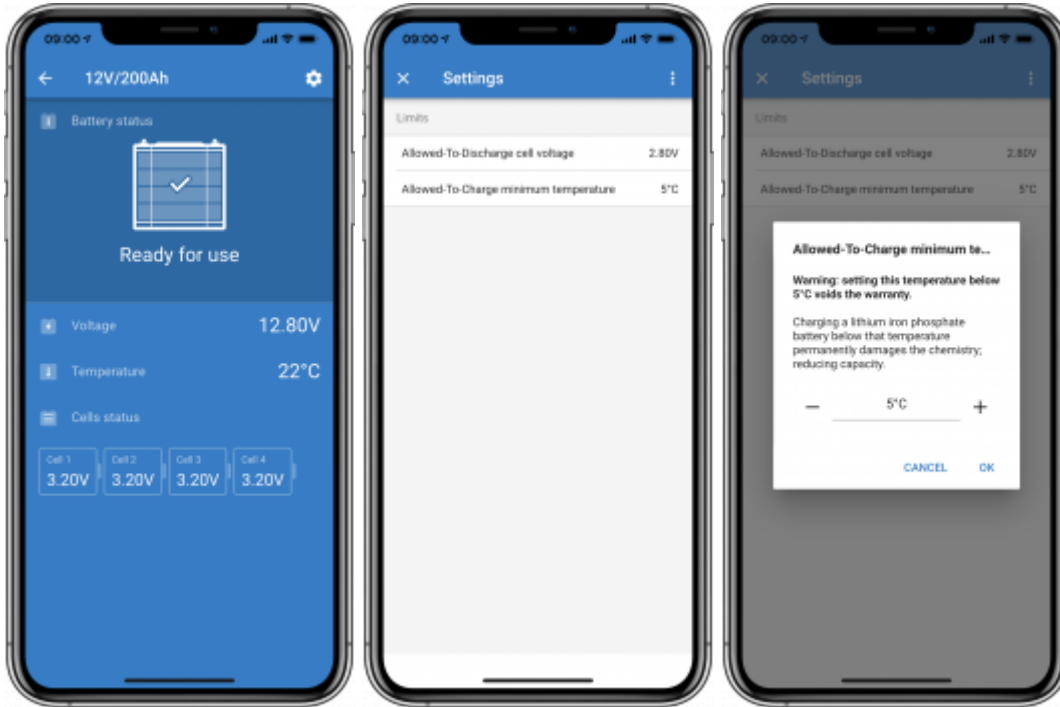 09:00
12V/200Ah
Battery status
Ready for use
Voltage 12.80V
Temperature 22°C
Cells status
Cell 1 Cell 2 Cell 3 Cell 4
3.20V 3.20V 3.20V 3.20V
09:00
Settings
Limits
Allowed-To-Discharge cell voltage 2.80V
Allowed-To-Charge minimum temperature 5°C
09:00
Settings
Limits
Allowed-To-Discharge cell voltage 2.80V
Allowed-To-Charge minimum temperature 5°C
Allowed-To-Charge minimum te...
Warning: setting this temperature below
5°C voids the warranty.
Charging a lithium iron phosphate
battery below that temperature
permanently damages the chemistry;
reducing capacity.
5°C
CANCEL OK